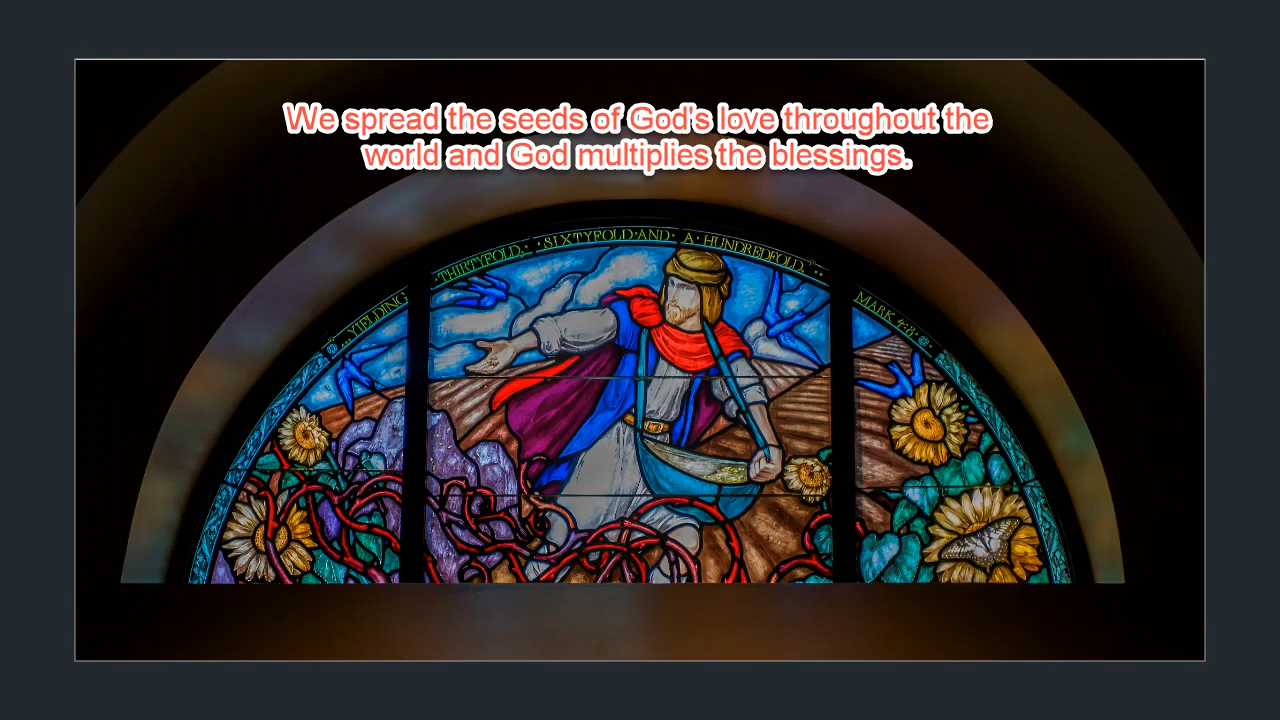 We spread the seeds of God's love throughout the
world and God multiplies the blessings.
...YIELDING·THIRTYFOLD,··SIXTYFOLD·AND·A·HUNDREDFOLD...MARK 4:8